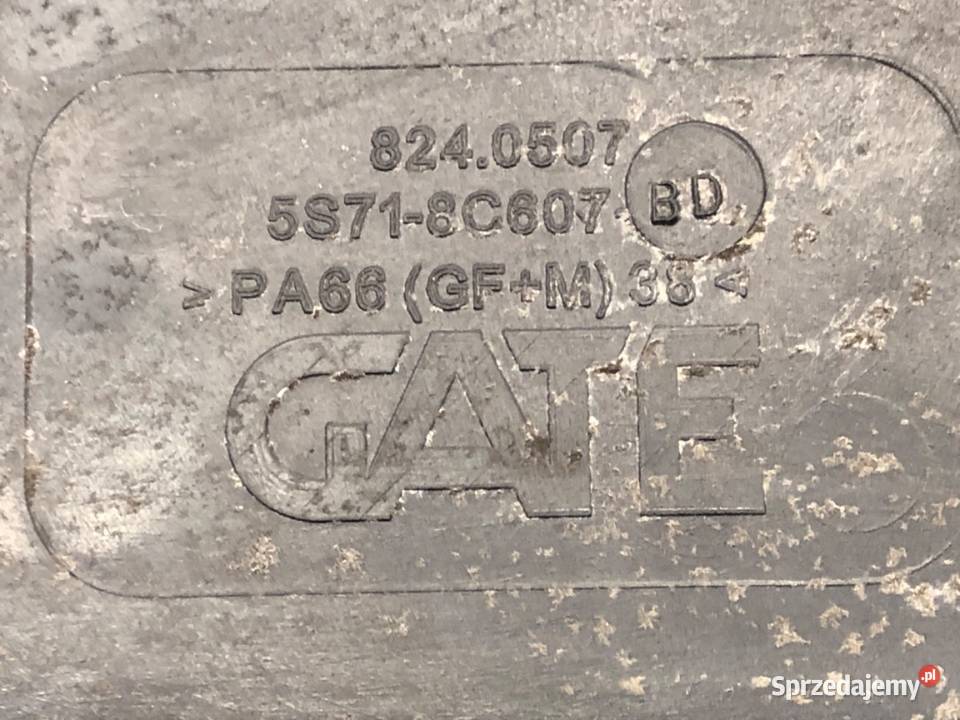 824.0507
5S71-8C607- BD
>PA66 (GF+M) 38<
GATE
Sprzedajemy.pl